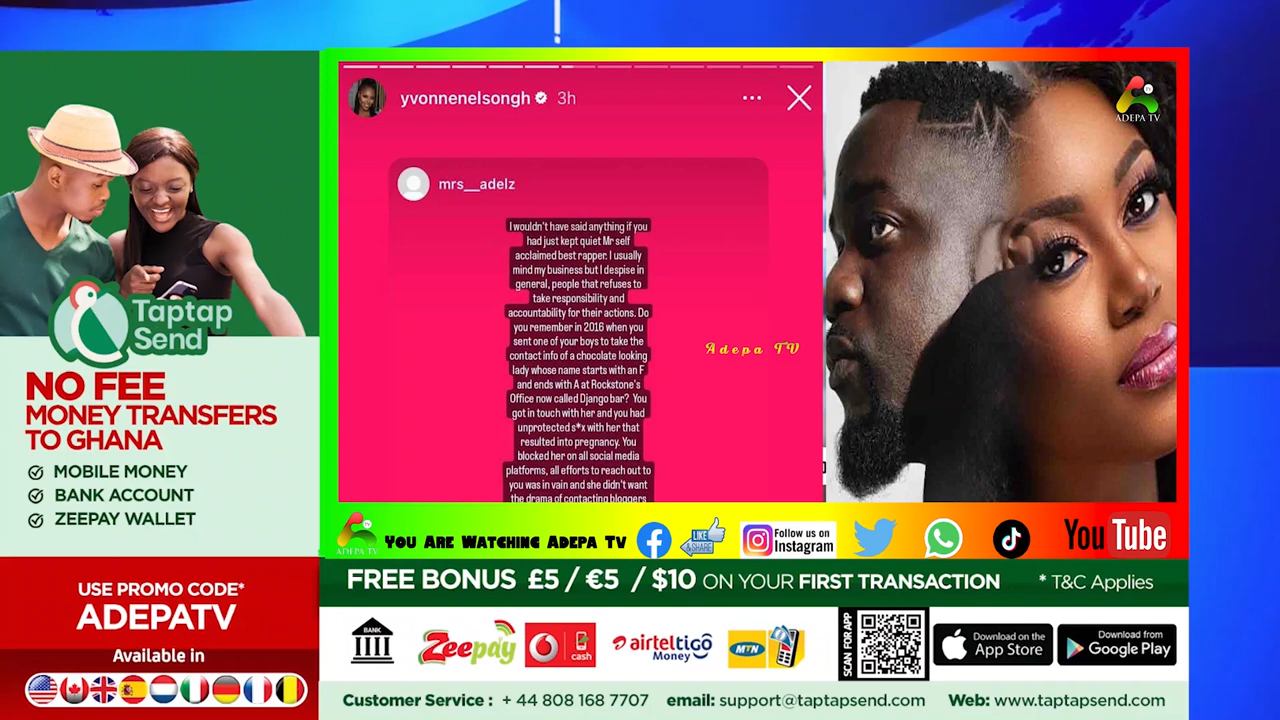 yvonnenelsongh 3h
mrs__adelz
I wouldn't have said anything if you
had just kept quiet Mr self
acclaimed best rapper. I usually
mind my business but I despise in
general, people that refuses to
take responsibility and
accountability for their actions. Do
you remember in 2016 when you
sent one of your boys to take the
contact info of a chocolate looking
lady whose name starts with an F
and ends with A at Rockstone's
Office now called Django bar? You
got in touch with her and you had
unprotected s*x with her that
resulted into pregnancy. You
blocked her on all social media
platforms, all efforts to reach out to
you was in vain and she didn't want
the drama of contacting bloggers
Adepa TV
TV
ADEPA TV
Taptap
Send
NO FEE
MONEY TRANSFERS
TO GHANA
MOBILE MONEY
BANK ACCOUNT
ZEEPAY WALLET
USE PROMO CODE*
ADEPATV
Available in
TV
ADEPA TV
You Are Watching Adepa Tv
LIKE
&SHARE
Follow us on
Instagram
YouTube
FREE BONUS £5 / €5 / $10 ON YOUR FIRST TRANSACTION * T&C Applies
BANK
Zeepay
cash
airteltigo
Money
MTN
SCAN FOR APP
Download on the
App Store
Download from
Google Play
Customer Service : + 44 808 168 7707 email: support@taptapsend.com Web: www.taptapsend.com